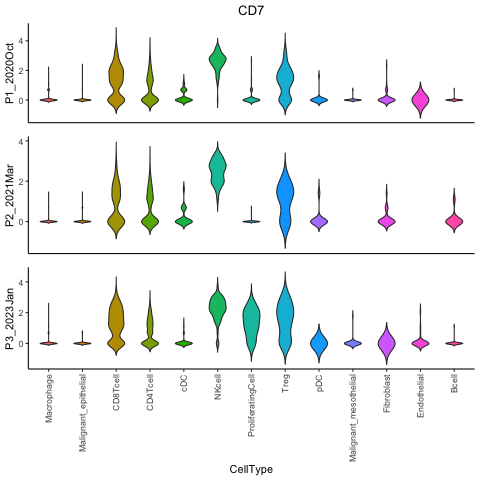 CD7
P1_2020Oct
4
2
0
P2_2021Mar
4
2
0
P3_2023Jan
4
2
0
Macrophage
Malignant_epithelial
CD8Tcell
CD4Tcell
cDC
NKcell
ProliferatingCell
Treg
pDC
Malignant_mesothelial
Fibroblast
Endothelial
Bcell
CellType